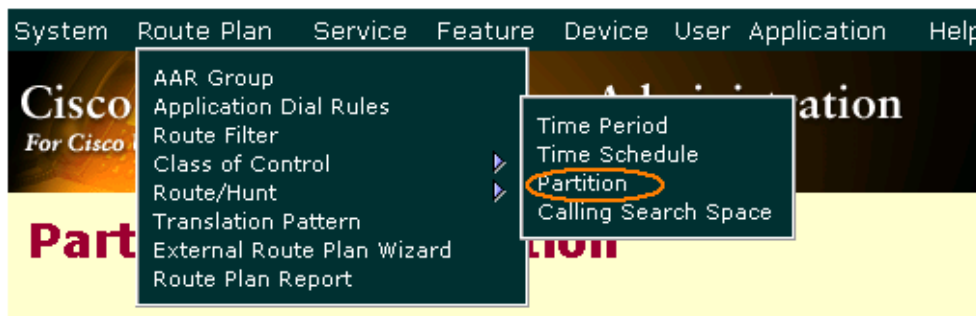 System Route Plan Service Feature Device User Application Help
Cisco ation
For Cisco
AAR Group
Application Dial Rules
Route Filter
Class of Control
Route/Hunt
Translation Pattern
External Route Plan Wizard
Route Plan Report
Time Period
Time Schedule
Partition
Calling Search Space
Part